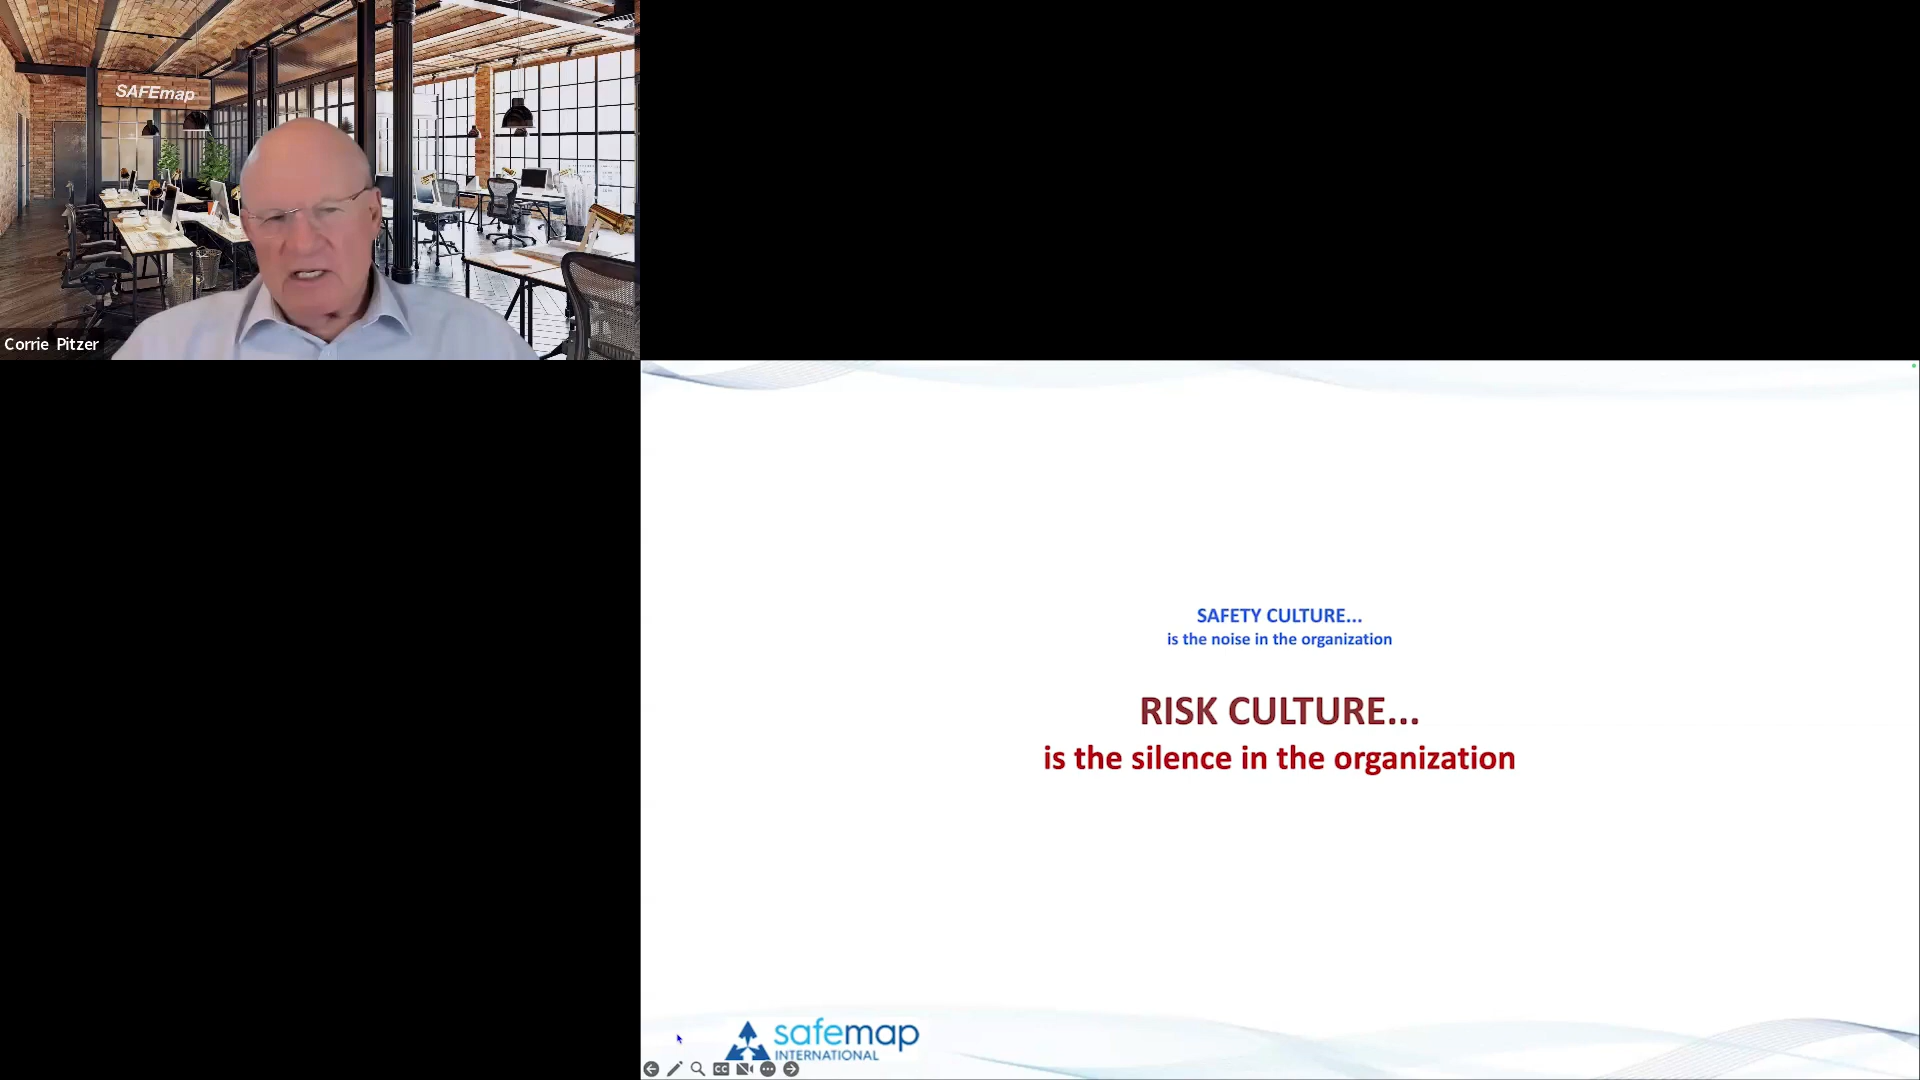 SAFEmap
Corrie Pitzer
SAFETY CULTURE...
is the noise in the organization
RISK CULTURE...
is the silence in the organization
safemap
INTERNATIONAL
CC